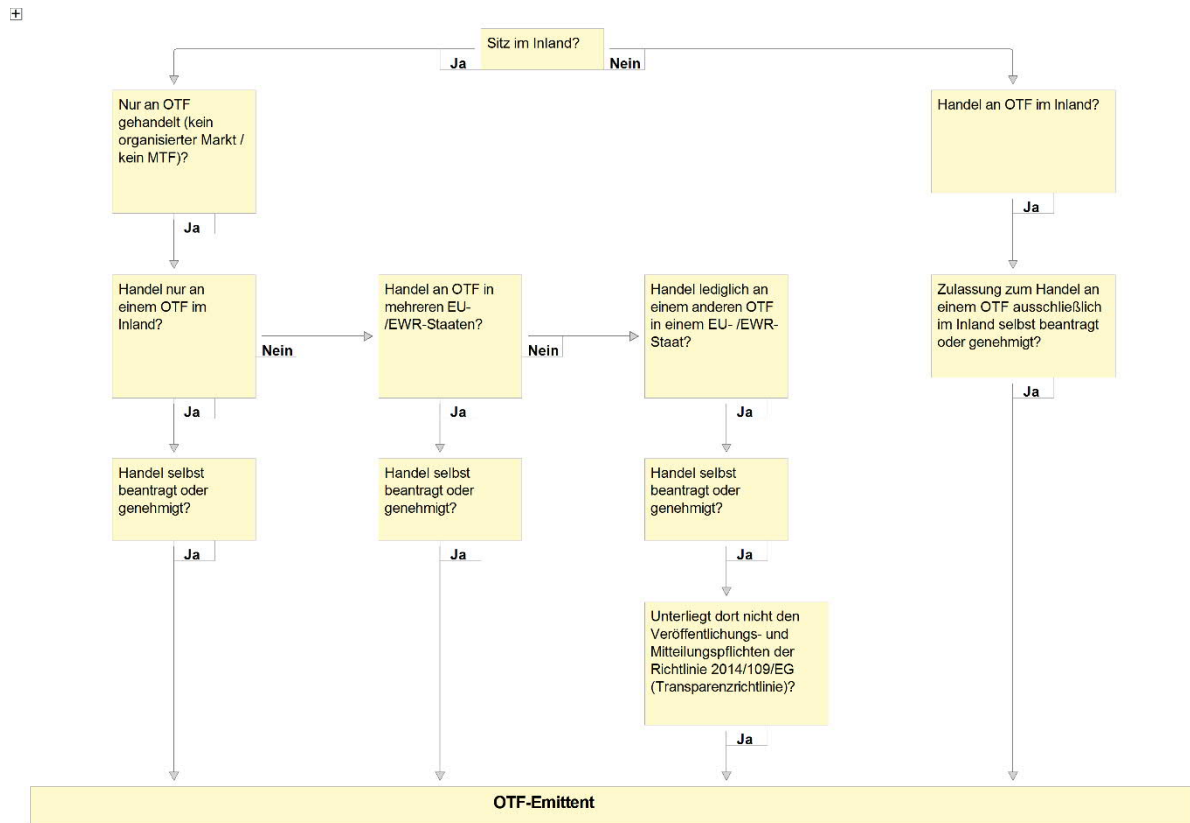 Sitz im Inland?
Ja
Nein
Nur an OTF
gehandelt (kein
organisierter Markt /
kein MTF)?
Handel an OTF im Inland?
Ja
Ja
Handel nur an
einem OTF im
Inland?
Handel an OTF in
mehreren EU-
/EWR-Staaten?
Handel lediglich an
einem anderen OTF
in einem EU- /EWR-
Staat?
Zulassung zum Handel an
einem OTF ausschließlich
im Inland selbst beantragt
oder genehmigt?
Nein
Nein
Ja
Ja
Ja
Ja
Handel selbst
beantragt oder
genehmigt?
Handel selbst
beantragt oder
genehmigt?
Handel selbst
beantragt oder
genehmigt?
Ja
Ja
Ja
Unterliegt dort nicht den
Veröffentlichungs- und
Mitteilungspflichten der
Richtlinie 2014/109/EG
(Transparenzrichtlinie)?
Ja
OTF-Emittent